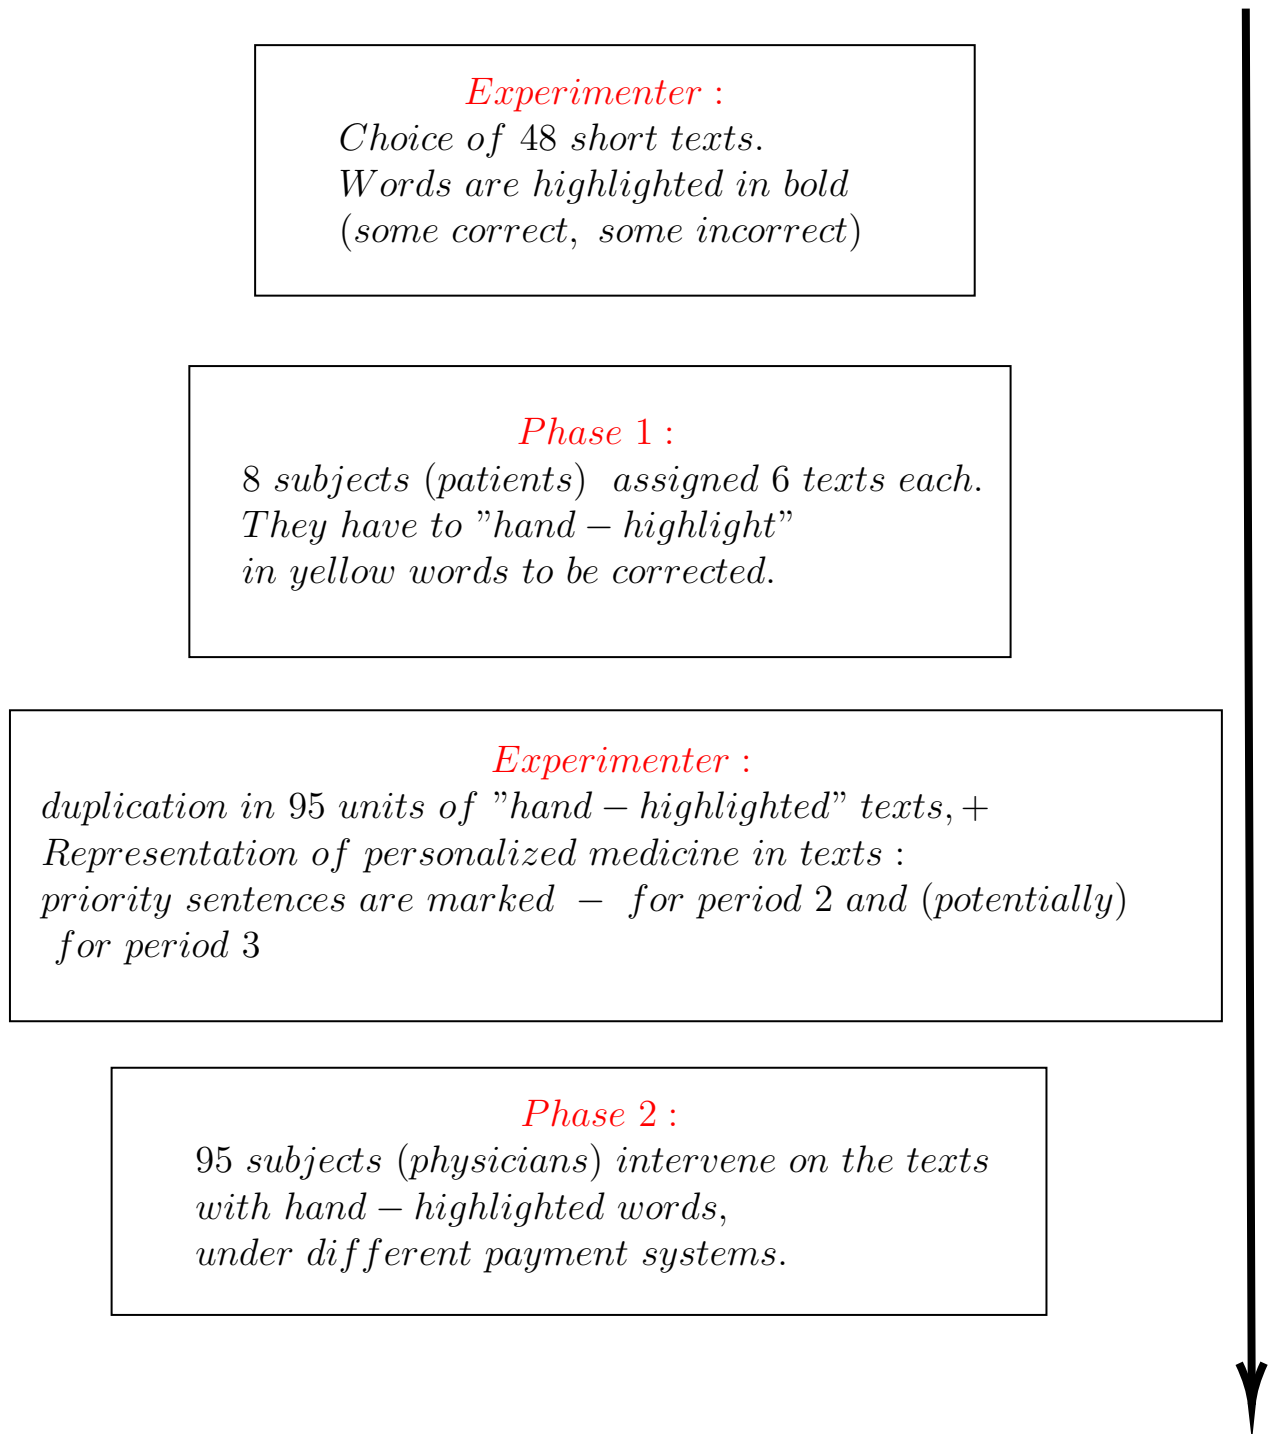 Experimenter :
Choice of 48 short texts.
Words are highlighted in bold
(some correct, some incorrect)
Phase 1 :
8 subjects (patients) assigned 6 texts each.
They have to ”hand − highlight”
in yellow words to be corrected.
Experimenter :
duplication in 95 units of ”hand − highlighted” texts, +
Representation of personalized medicine in texts :
priority sentences are marked − for period 2 and (potentially)
for period 3
Phase 2 :
95 subjects (physicians) intervene on the texts
with hand − highlighted words,
under different payment systems.